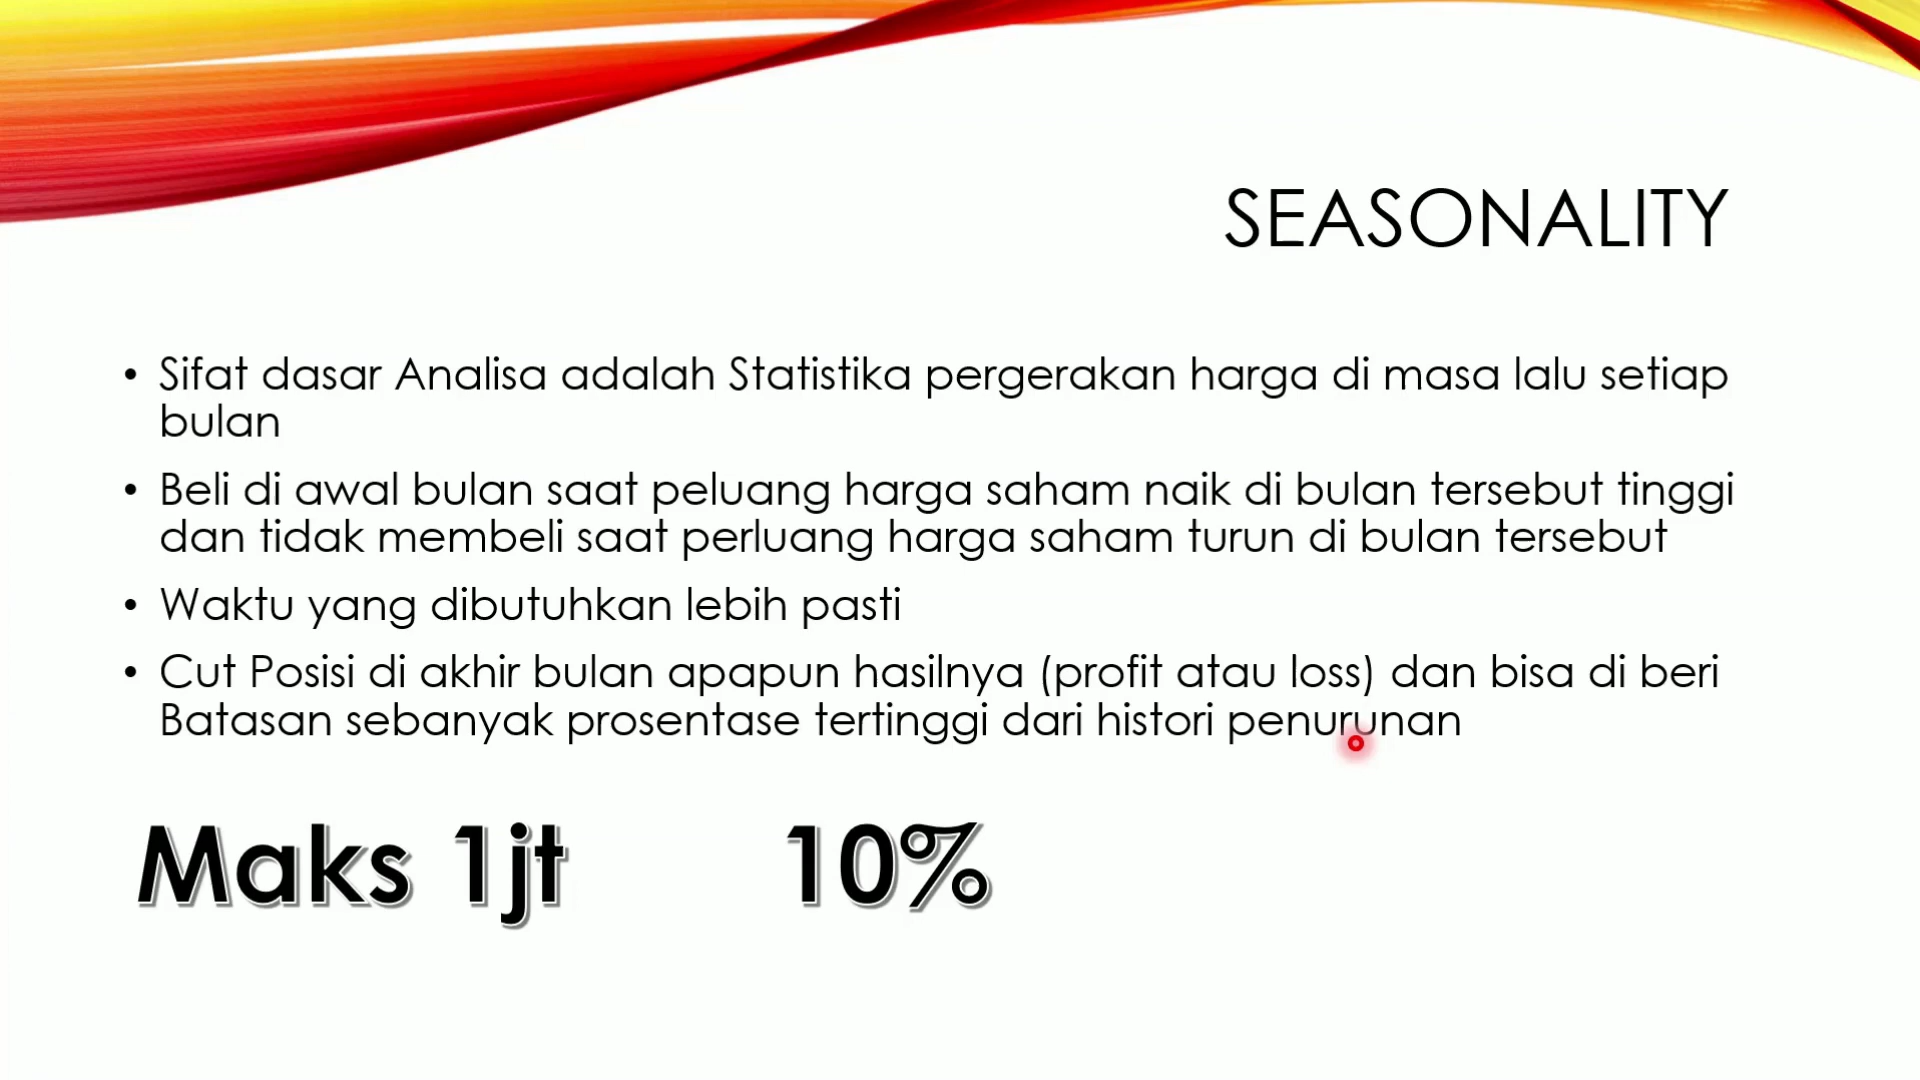 SEASONALITY
• Sifat dasar Analisa adalah Statistika pergerakan harga di masa lalu setiap
bulan
• Beli di awal bulan saat peluang harga saham naik di bulan tersebut tinggi
dan tidak membeli saat perluang harga saham turun di bulan tersebut
• Waktu yang dibutuhkan lebih pasti
• Cut Posisi di akhir bulan apapun hasilnya (profit atau loss) dan bisa di beri
Batasan sebanyak prosentase tertinggi dari histori penurunan
Maks 1jt 10%